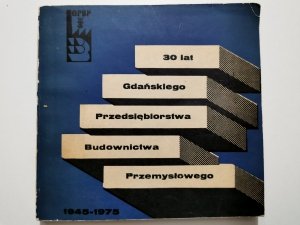 30 lat
Gdańskiego
Przedsiębiorstwa
Budownictwa
Przemysłowego
1945-1975